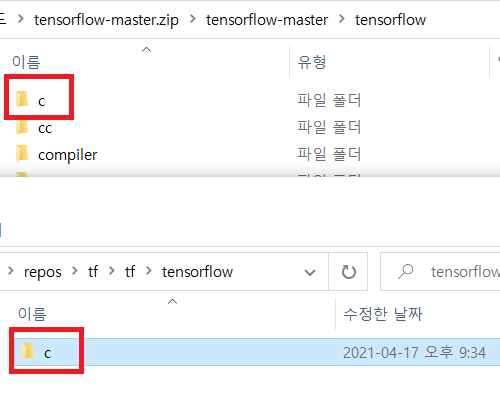 드 > tensorflow-master.zip > tensorflow-master > tensorflow
이름 유형
c 파일 폴더
cc 파일 폴더
compiler 파일 폴더
repos > tf > tf > tensorflow tensorflow
이름 수정한 날짜
c 2021-04-17 오후 9:34